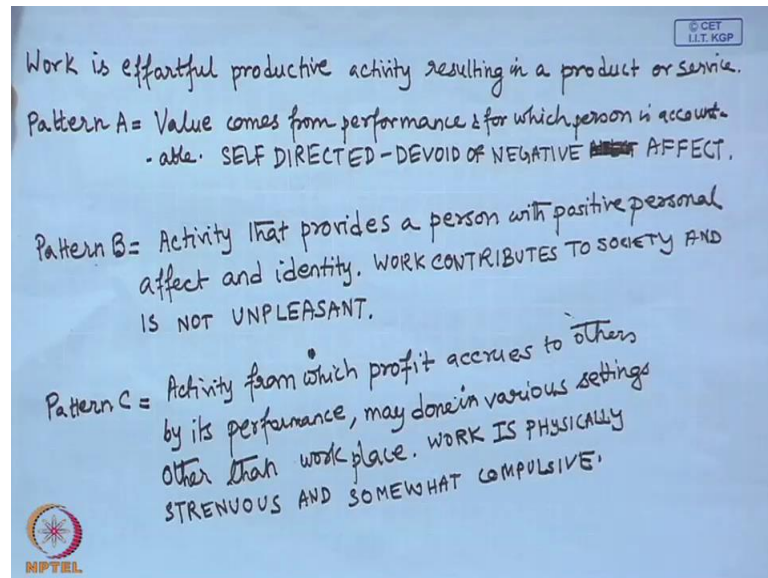 © CET
I.I.T. KGP
Work is effortful productive activity resulting in a product or service.
Pattern A = Value comes from performance & for which person is account-
-able. SELF DIRECTED - DEVOID OF NEGATIVE AFFECT.
Pattern B = Activity that provides a person with positive personal
affect and identity. WORK CONTRIBUTES TO SOCIETY AND
IS NOT UNPLEASANT.
Pattern C = Activity from which profit accrues to others
by its performance, may done in various settings
other than work place. WORK IS PHYSICALLY
STRENUOUS AND SOMEWHAT COMPULSIVE.
NPTEL